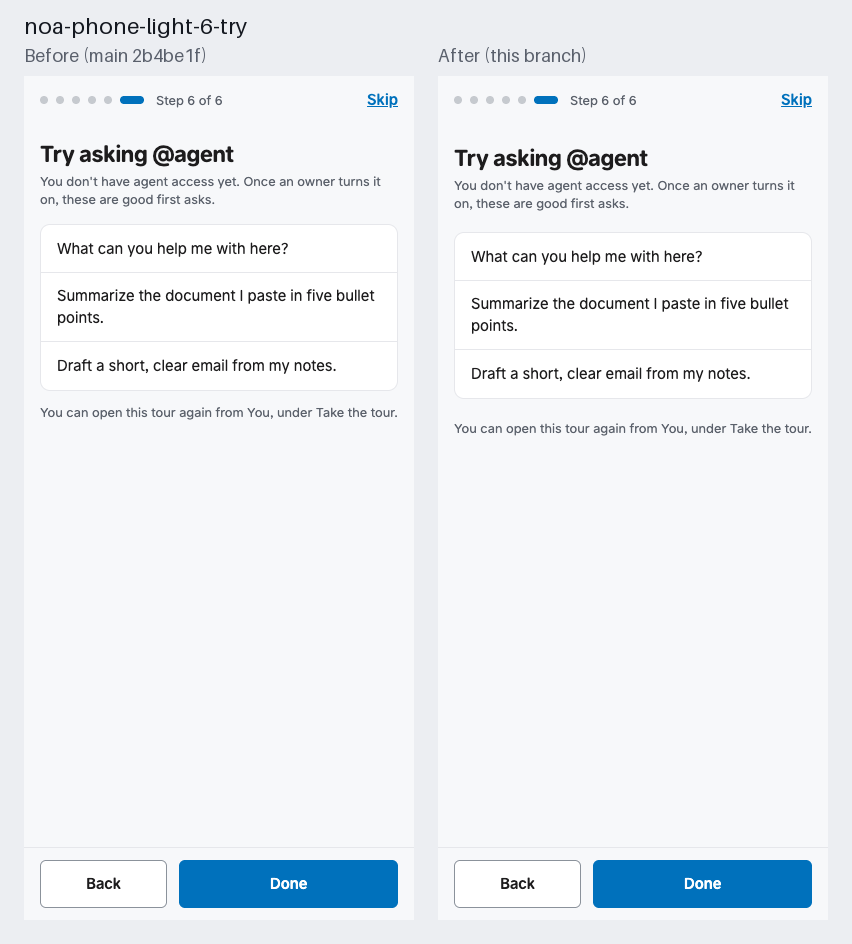 noa-phone-light-6-try
Before (main 2b4be1f)
Step 6 of 6
Skip
Try asking @agent
You don't have agent access yet. Once an owner turns it
on, these are good first asks.
What can you help me with here?
Summarize the document I paste in five bullet
points.
Draft a short, clear email from my notes.
You can open this tour again from You, under Take the tour.
Back
Done
After (this branch)
Step 6 of 6
Skip
Try asking @agent
You don't have agent access yet. Once an owner turns it
on, these are good first asks.
What can you help me with here?
Summarize the document I paste in five bullet
points.
Draft a short, clear email from my notes.
You can open this tour again from You, under Take the tour.
Back
Done